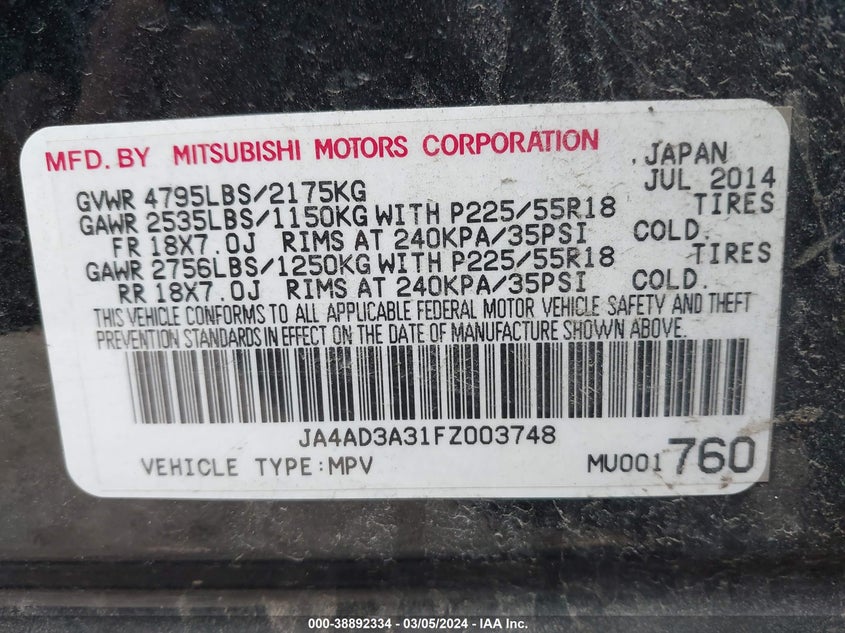 MFD. BY MITSUBISHI MOTORS CORPORATION , JAPAN
GVWR 4795LBS/2175KG JUL 2014
GAWR 2535LBS/1150KG WITH P225/55R18 TIRES
FR 18X7.0J RIMS AT 240KPA/35PSI COLD.
GAWR 2756LBS/1250KG WITH P225/55R18 TIRES
RR 18X7.0J RIMS AT 240KPA/35PSI COLD.
THIS VEHICLE CONFORMS TO ALL APPLICABLE FEDERAL MOTOR VEHICLE SAFETY AND THEFT
PREVENTION STANDARDS IN EFFECT ON THE DATE OF MANUFACTURE SHOWN ABOVE.
JA4AD3A31FZ003748
VEHICLE TYPE:MPV MU001760
000-38892334 - 03/05/2024 - IAA Inc.